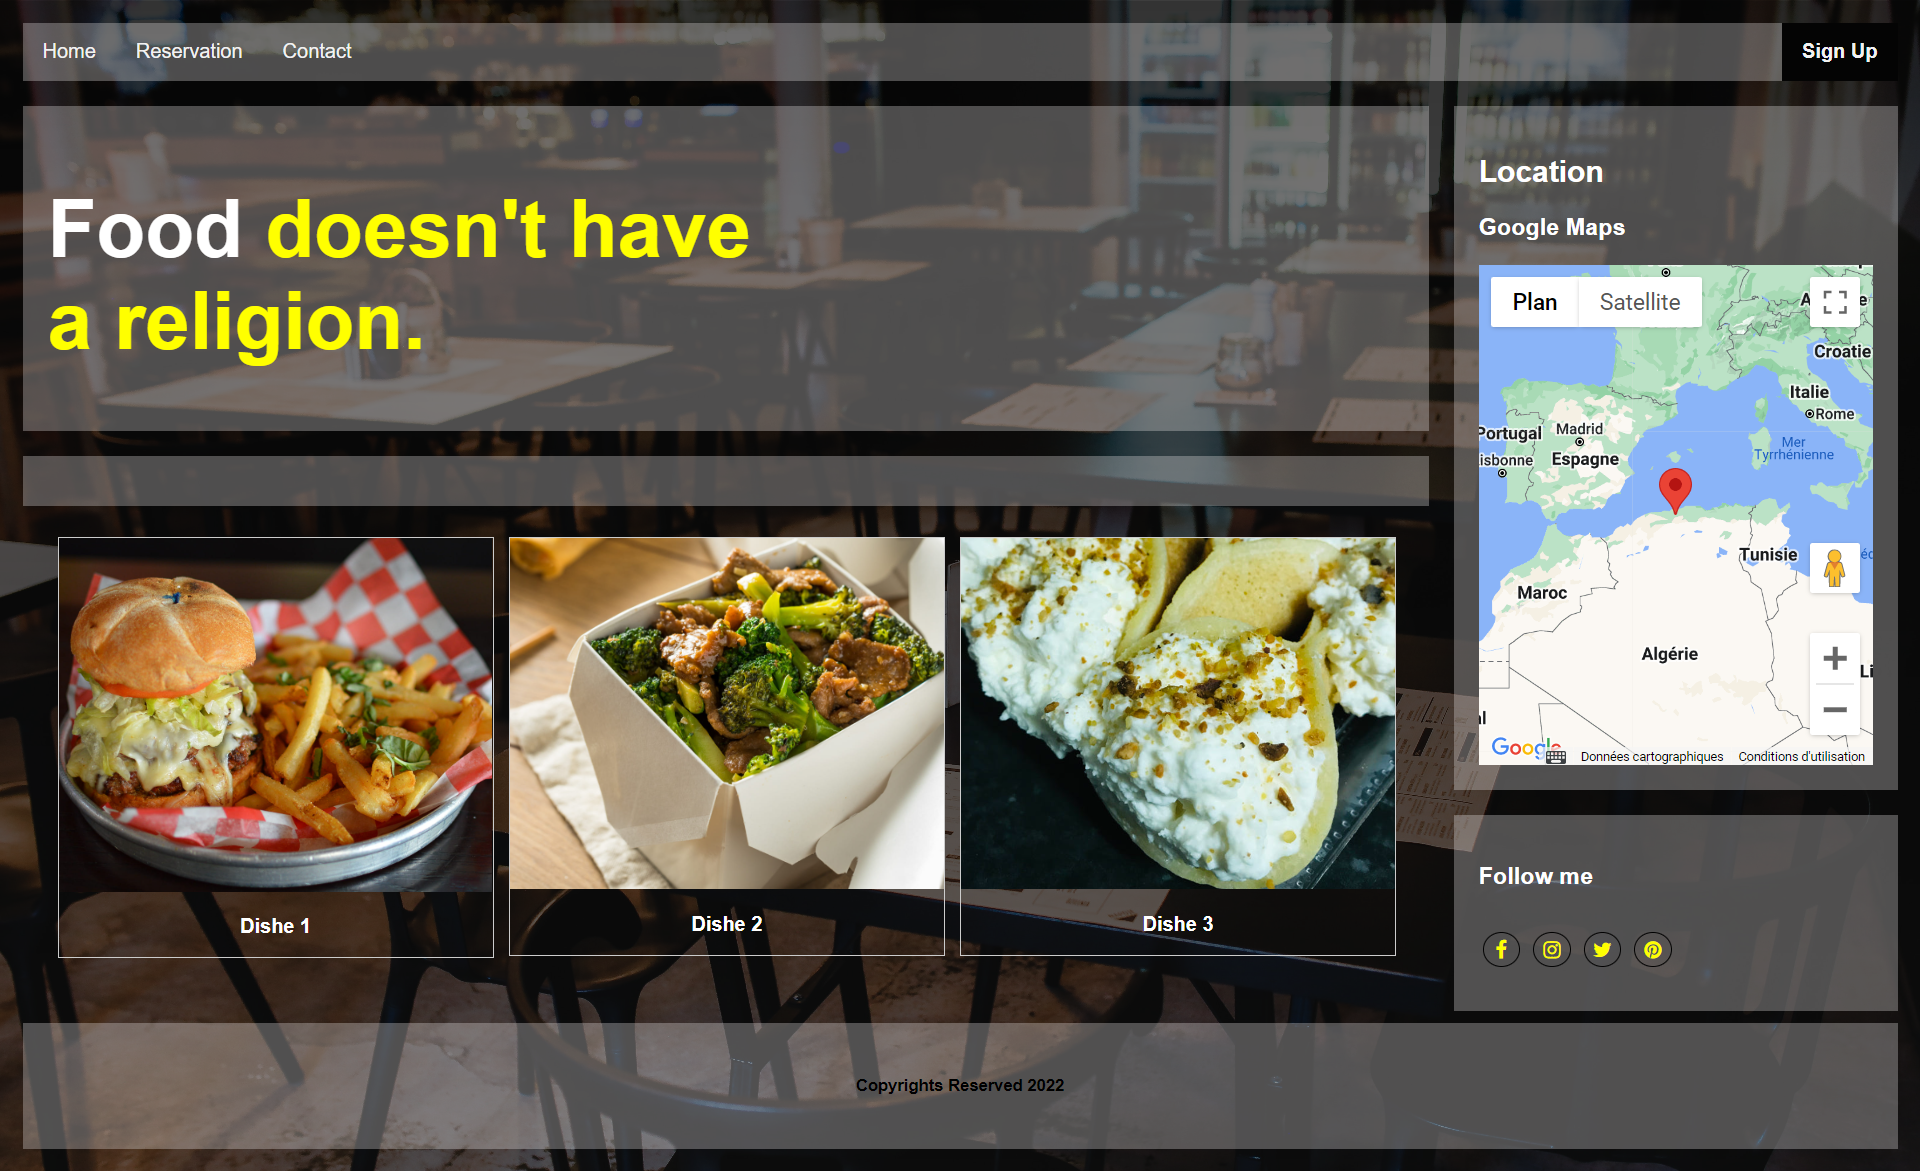 Home Reservation Contact Sign Up
Food doesn't have
a religion.
Location
Google Maps
Plan Satellite
Croatie
Italie
Rome
Mer
Tyrrhénienne
Portugal
Madrid
Espagne
Tunisie
Maroc
Algérie
Google
Données cartographiques Conditions d'utilisation
Dishe 1
Dishe 2
Dishe 3
Follow me
Copyrights Reserved 2022